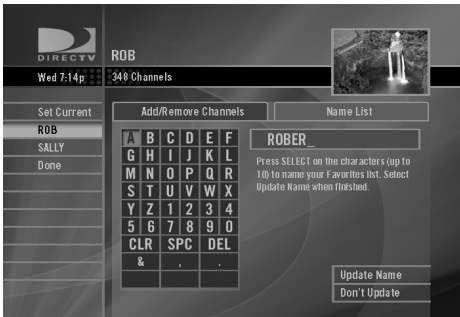 DIRECTV
ROB
Wed 7:14p
348 Channels
Set Current
ROB
SALLY
Done
Add/Remove Channels
Name List
A B C D E F
G H I J K L
M N O P Q R
S T U V W X
Y Z 1 2 3 4
5 6 7 8 9 0
CLR SPC DEL
& , .
ROBER_
Press SELECT on the characters (up to
10) to name your Favorites list. Select
Update Name when finished.
Update Name
Don't Update